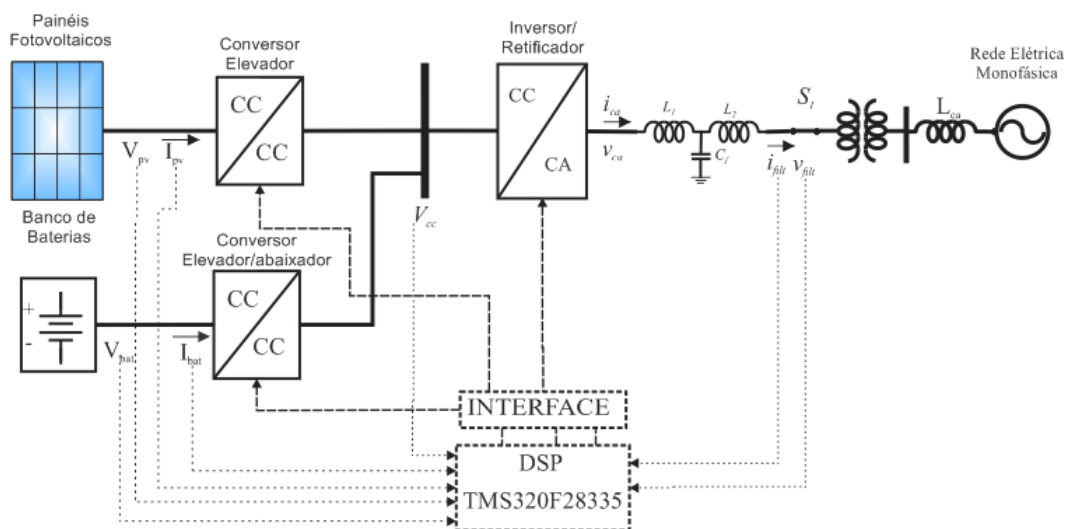 Painéis
Fotovoltaicos
V_pv
I_pv
Conversor
Elevador
CC
CC
V_cc
Inversor/
Retificador
CC
CA
i_ca
v_ca
L_1
L_2
C_f
i_filt
v_filt
S_1
L_ca
Rede Elétrica
Monofásica
Banco de
Baterias
+
-
V_bat
I_bat
Conversor
Elevador/abaixador
CC
CC
INTERFACE
DSP
TMS320F28335